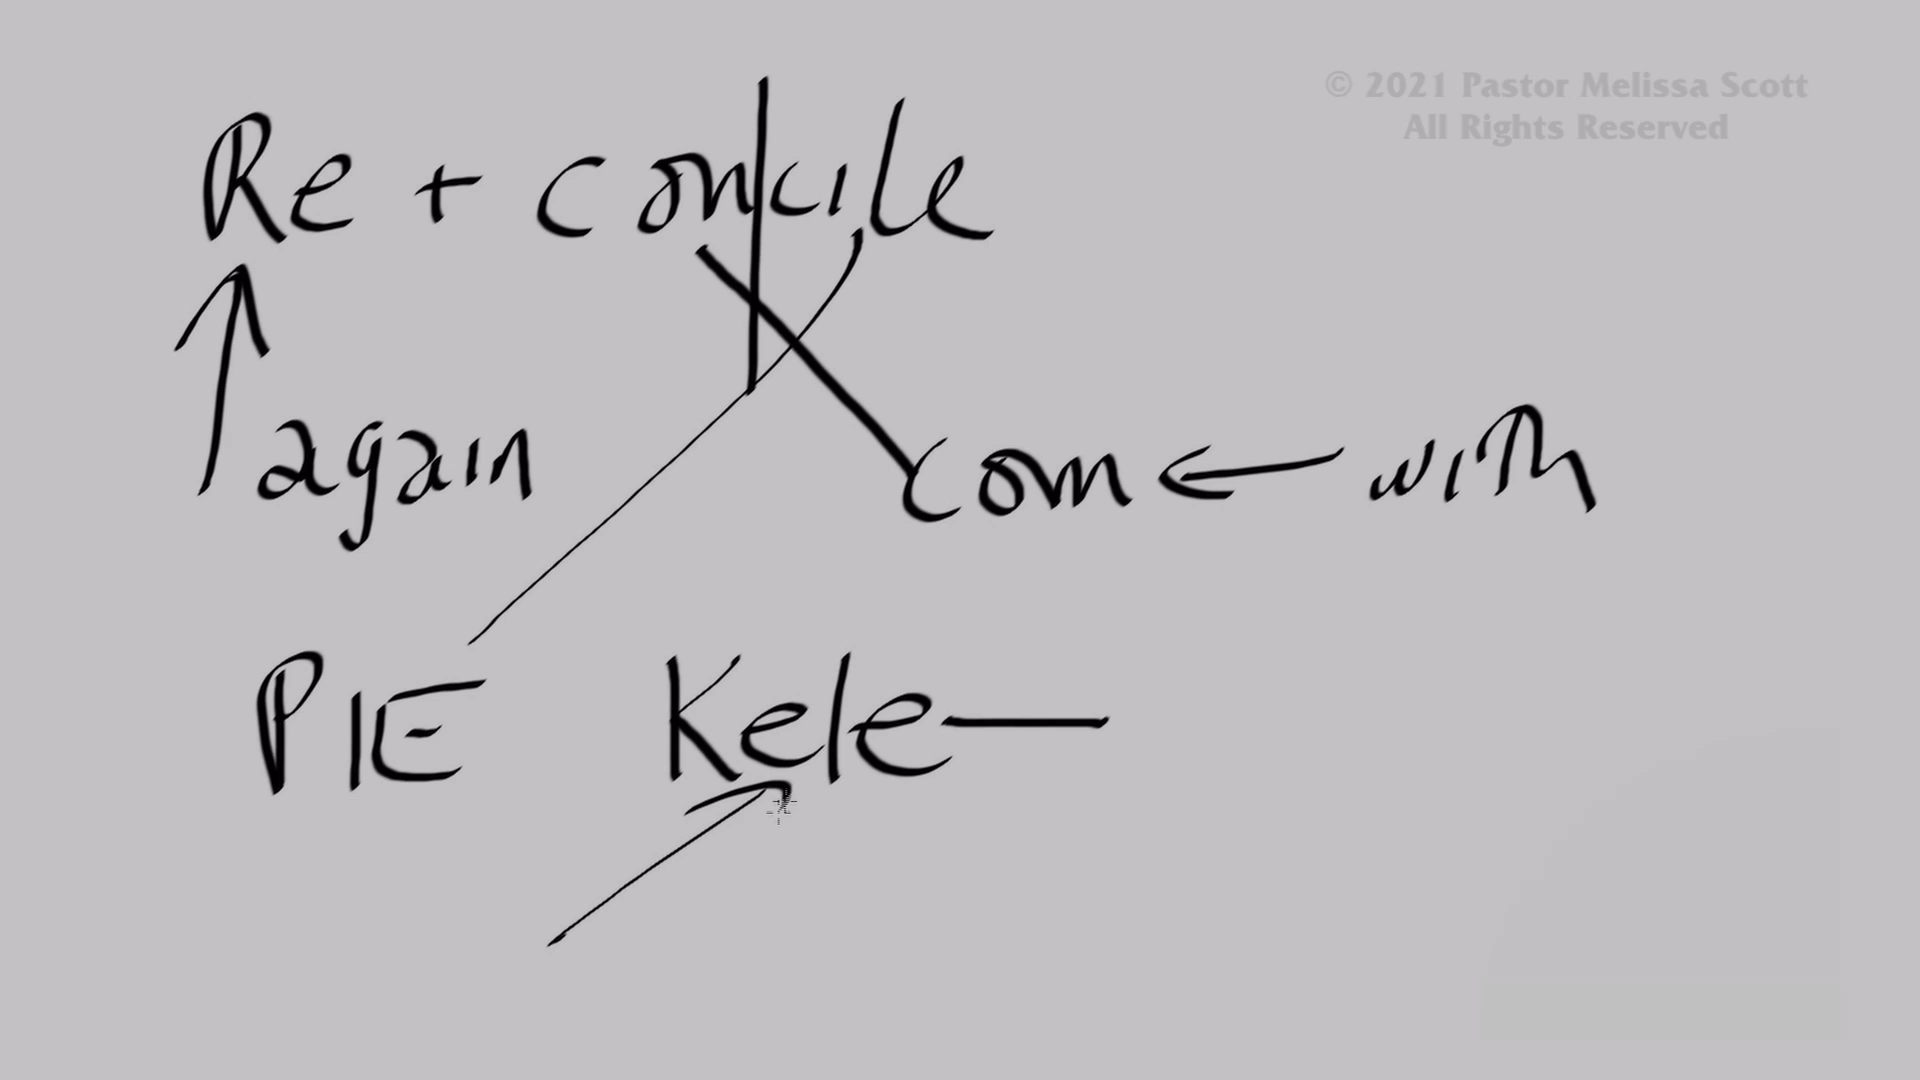 © 2021 Pastor Melissa Scott
All Rights Reserved
Re + concile
again
com ← with
PIE Kele—